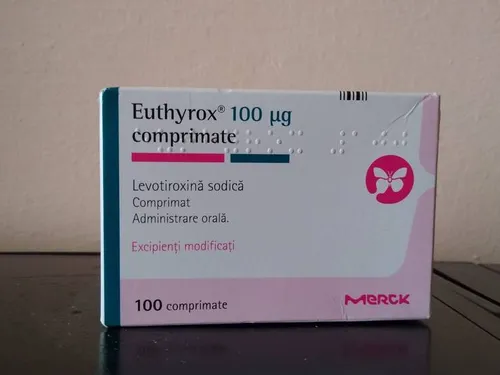 Euthyrox® 100 µg
comprimate
Levotiroxină sodică
Comprimat
Administrare orală.
Excipienți modificați
100 comprimate
MERCK